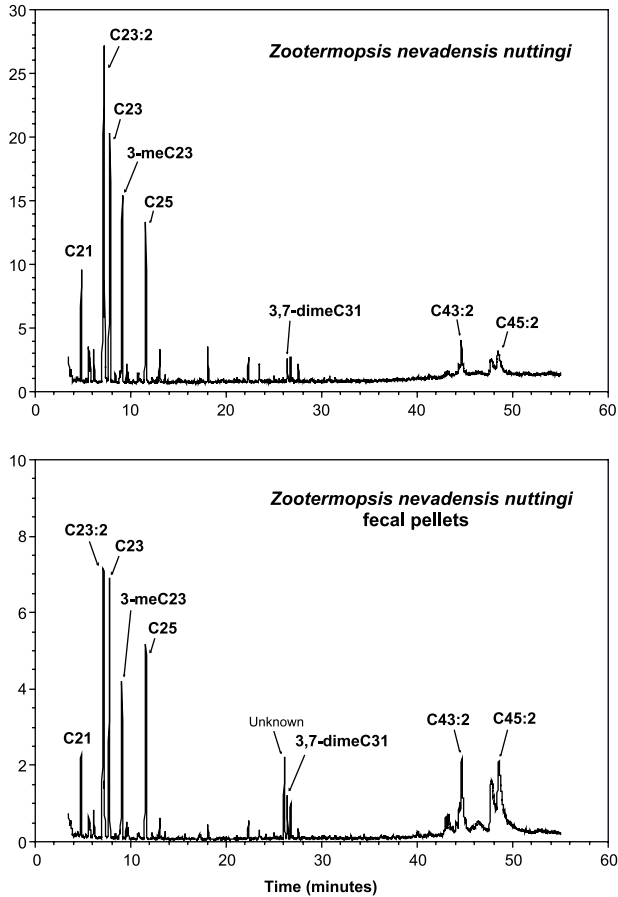 30
Zootermopsis nevadensis nuttingi
C23:2
25
C23
20
3-meC23
15
C25
C21
10
3,7-dimeC31
C43:2
C45:2
5
0
0 10 20 30 40 50 60
10
Zootermopsis nevadensis nuttingi
fecal pellets
8
C23:2
C23
6
3-meC23
C25
4
Unknown
C43:2
C45:2
C21
3,7-dimeC31
2
0
0 10 20 30 40 50 60
Time (minutes)